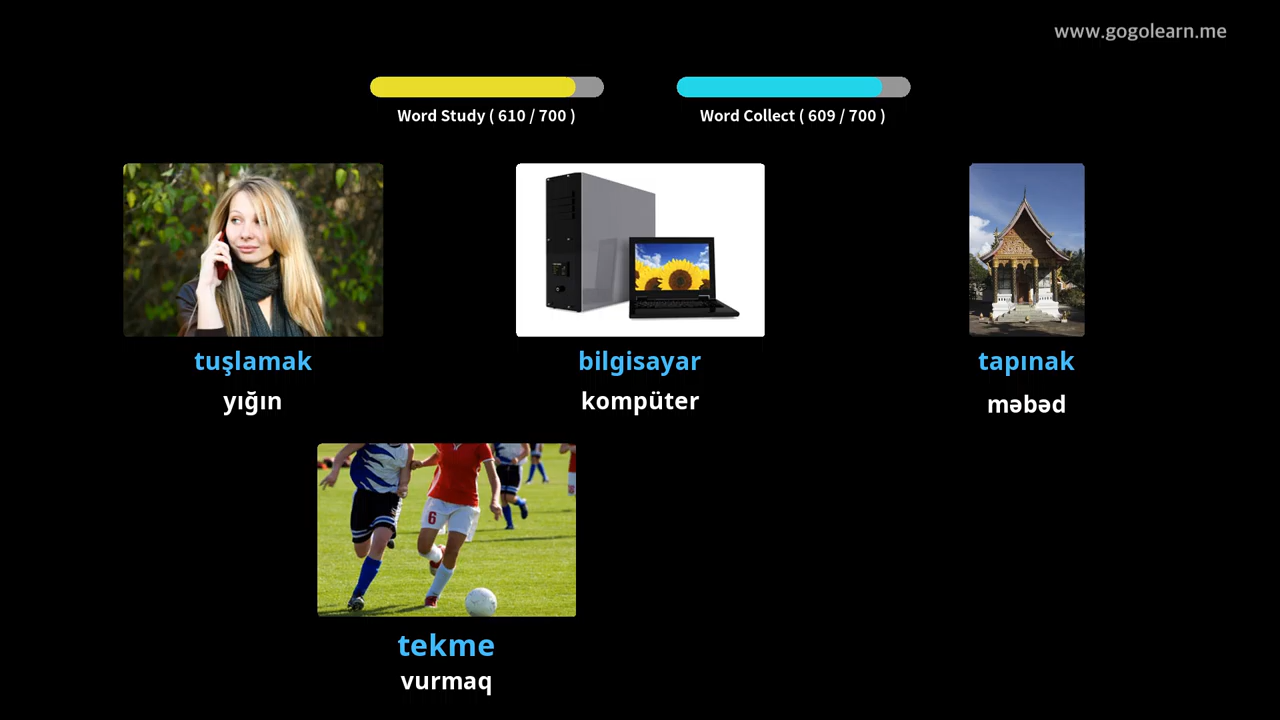 www.gogolearn.me
Word Study ( 610 / 700 )
Word Collect ( 609 / 700 )
tuşlamak
yığın
bilgisayar
kompüter
tapınak
məbəd
6
tekme
vurmaq